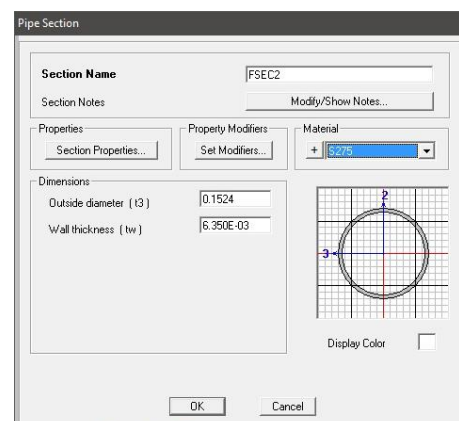 Pipe Section
Section Name FSEC2
Section Notes Modify/Show Notes...
Properties Property Modifiers Material
Section Properties... Set Modifiers... + S275
Dimensions
Outside diameter ( t3 ) 0.1524
Wall thickness ( tw ) 6.350E-03
2
3
Display Color
OK Cancel